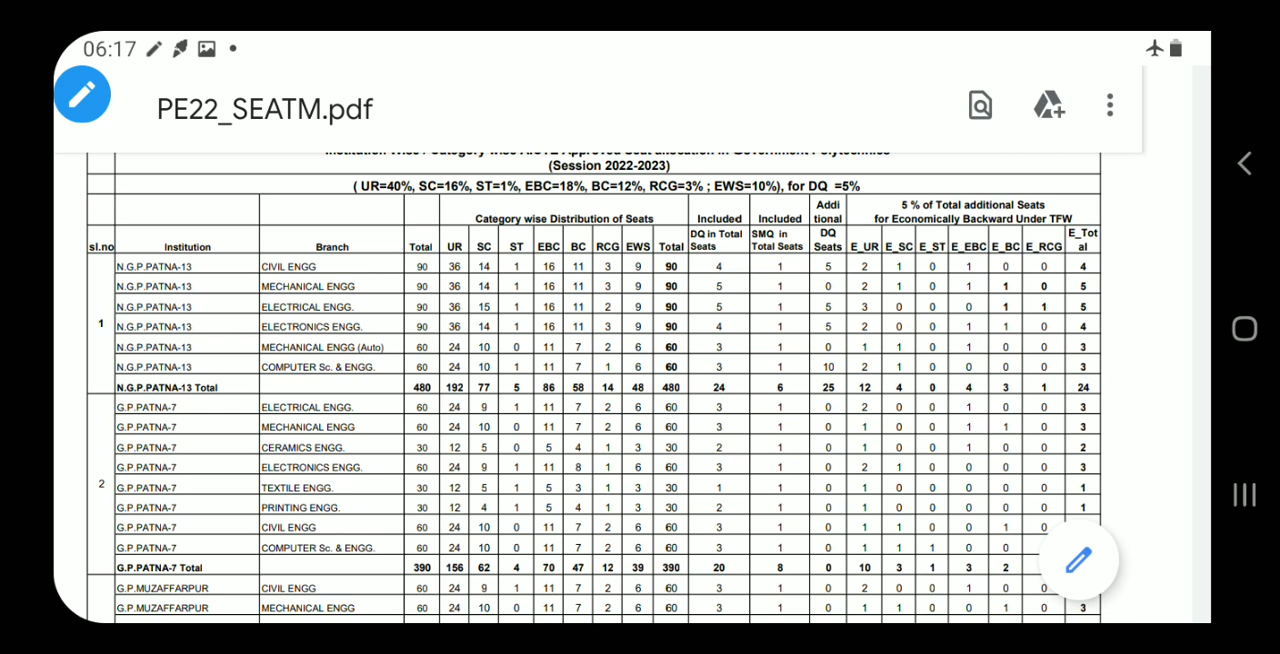 06:17
PE22_SEATM.pdf
(Session 2022-2023)
( UR=40%, SC=16%, ST=1%, EBC=18%, BC=12%, RCG=3% ; EWS=10%), for DQ =5%
Category wise Distribution of Seats Included Included Additional DQ Seats 5 % of Total additional Seats for Economically Backward Under TFW
sl.no Institution Branch Total UR SC ST EBC BC RCG EWS Total DQ in Total Seats SMQ in Total Seats E_UR E_SC E_ST E_EBC E_BC E_RCG E_Total
N.G.P.PATNA-13 CIVIL ENGG 90 36 14 1 16 11 3 9 90 4 1 5 2 1 0 1 0 0 4
N.G.P.PATNA-13 MECHANICAL ENGG 90 36 14 1 16 11 3 9 90 5 1 0 2 1 0 1 1 0 5
N.G.P.PATNA-13 ELECTRICAL ENGG. 90 36 15 1 16 11 2 9 90 5 1 5 3 0 0 0 1 1 5
1 N.G.P.PATNA-13 ELECTRONICS ENGG. 90 36 14 1 16 11 3 9 90 4 1 5 2 0 0 1 1 0 4
N.G.P.PATNA-13 MECHANICAL ENGG (Auto) 60 24 10 0 11 7 2 6 60 3 1 0 1 1 0 1 0 0 3
N.G.P.PATNA-13 COMPUTER Sc. & ENGG. 60 24 10 1 11 7 1 6 60 3 1 10 2 1 0 0 0 0 3
N.G.P.PATNA-13 Total 480 192 77 5 86 58 14 48 480 24 6 25 12 4 0 4 3 1 24
G.P.PATNA-7 ELECTRICAL ENGG. 60 24 9 1 11 7 2 6 60 3 1 0 2 0 0 1 0 0 3
G.P.PATNA-7 MECHANICAL ENGG 60 24 10 0 11 7 2 6 60 3 1 0 1 0 0 1 1 0 3
G.P.PATNA-7 CERAMICS ENGG. 30 12 5 0 5 4 1 3 30 2 1 0 1 0 0 1 0 0 2
G.P.PATNA-7 ELECTRONICS ENGG. 60 24 9 1 11 8 1 6 60 3 1 0 2 1 0 0 0 0 3
2 G.P.PATNA-7 TEXTILE ENGG. 30 12 5 1 5 3 1 3 30 1 1 0 1 0 0 0 0 0 1
G.P.PATNA-7 PRINTING ENGG. 30 12 4 1 5 4 1 3 30 2 1 0 1 0 0 0 0 0 1
G.P.PATNA-7 CIVIL ENGG 60 24 10 0 11 7 2 6 60 3 1 0 1 1 0 0 1 0
G.P.PATNA-7 COMPUTER Sc. & ENGG. 60 24 10 0 11 7 2 6 60 3 1 0 1 1 1 0 0
G.P.PATNA-7 Total 390 156 62 4 70 47 12 39 390 20 8 0 10 3 1 3 2
G.P.MUZAFFARPUR CIVIL ENGG 60 24 9 1 11 7 2 6 60 3 1 0 2 0 0 1 0 0
G.P.MUZAFFARPUR MECHANICAL ENGG 60 24 10 0 11 7 2 6 60 3 1 0 1 1 0 0 1 0 3